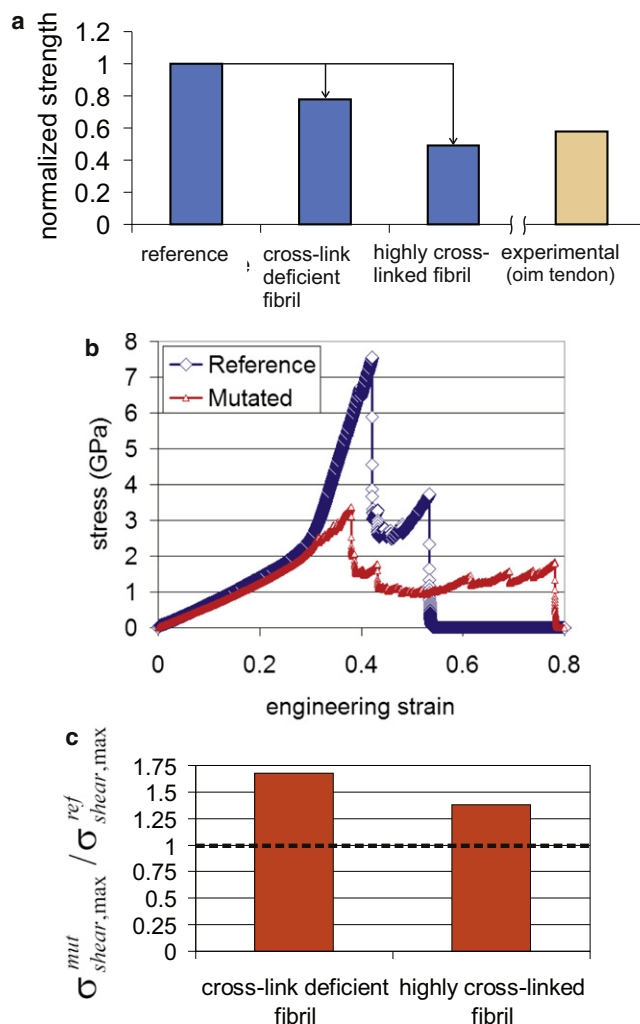 a
normalized strength
1.2
1
0.8
0.6
0.4
0.2
0
reference
e
cross-link
deficient
fibril
highly cross-
linked fibril
experimental
(oim tendon)
b
stress (GPa)
8
7
6
5
4
3
2
1
0
Reference
Mutated
0 0.2 0.4 0.6 0.8
engineering strain
c
σ^mut_shear,max / σ^ref_shear,max
1.75
1.5
1.25
1
0.75
0.5
0.25
0
cross-link deficient
fibril
highly cross-linked
fibril